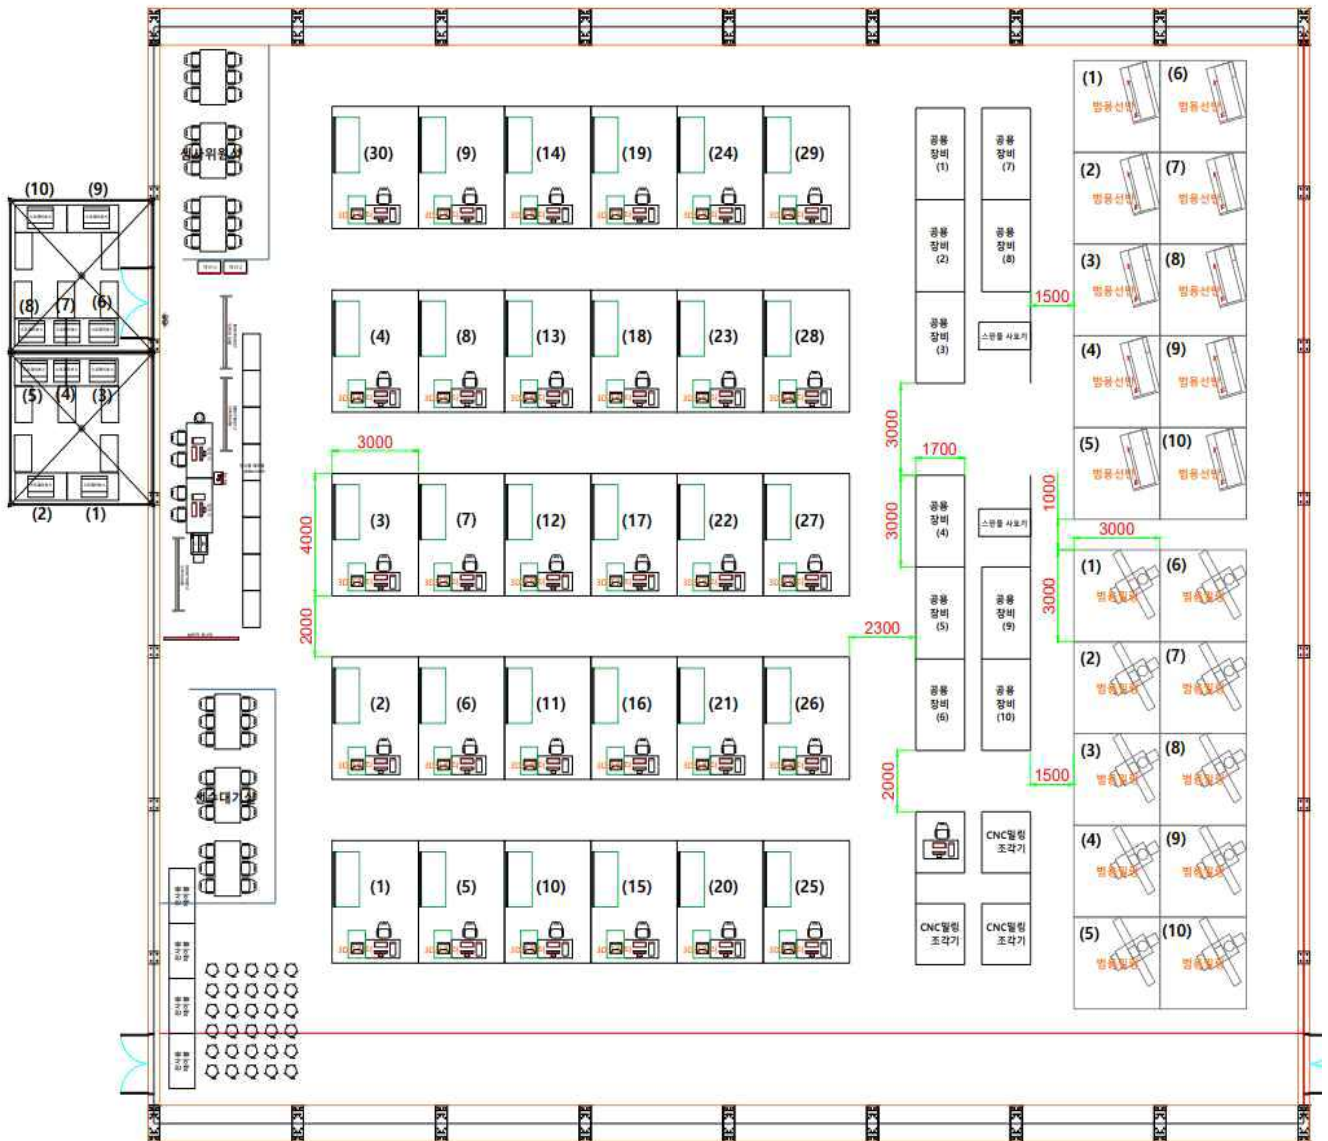 (1)
(6)
범용선반
범용선반
(30)
(9)
(14)
(19)
(24)
(29)
공용
장비
(1)
공용
장비
(7)
심사위원석
(2)
(7)
범용선반
범용선반
(10)
(9)
공용
장비
(2)
공용
장비
(8)
(3)
(8)
범용선반
범용선반
1500
(8)
(7)
(6)
(4)
(8)
(13)
(18)
(23)
(28)
공용
장비
(3)
스핀들 사포기
(4)
(9)
범용선반
범용선반
(5)
(4)
(3)
3000
3000
1700
(5)
(10)
범용선반
범용선반
(2)
(1)
4000
(3)
(7)
(12)
(17)
(22)
(27)
공용
장비
(4)
3000
스핀들 사포기
1000
3000
(1)
(6)
범용밀링
범용밀링
3000
2000
2300
공용
장비
(5)
공용
장비
(9)
(2)
(7)
범용밀링
범용밀링
(2)
(6)
(11)
(16)
(21)
(26)
공용
장비
(6)
공용
장비
(10)
(3)
(8)
범용밀링
범용밀링
2000
1500
선수대기석
CNC밀링
조각기
(4)
(9)
범용밀링
범용밀링
(1)
(5)
(10)
(15)
(20)
(25)
CNC밀링
조각기
CNC밀링
조각기
(5)
(10)
범용밀링
범용밀링